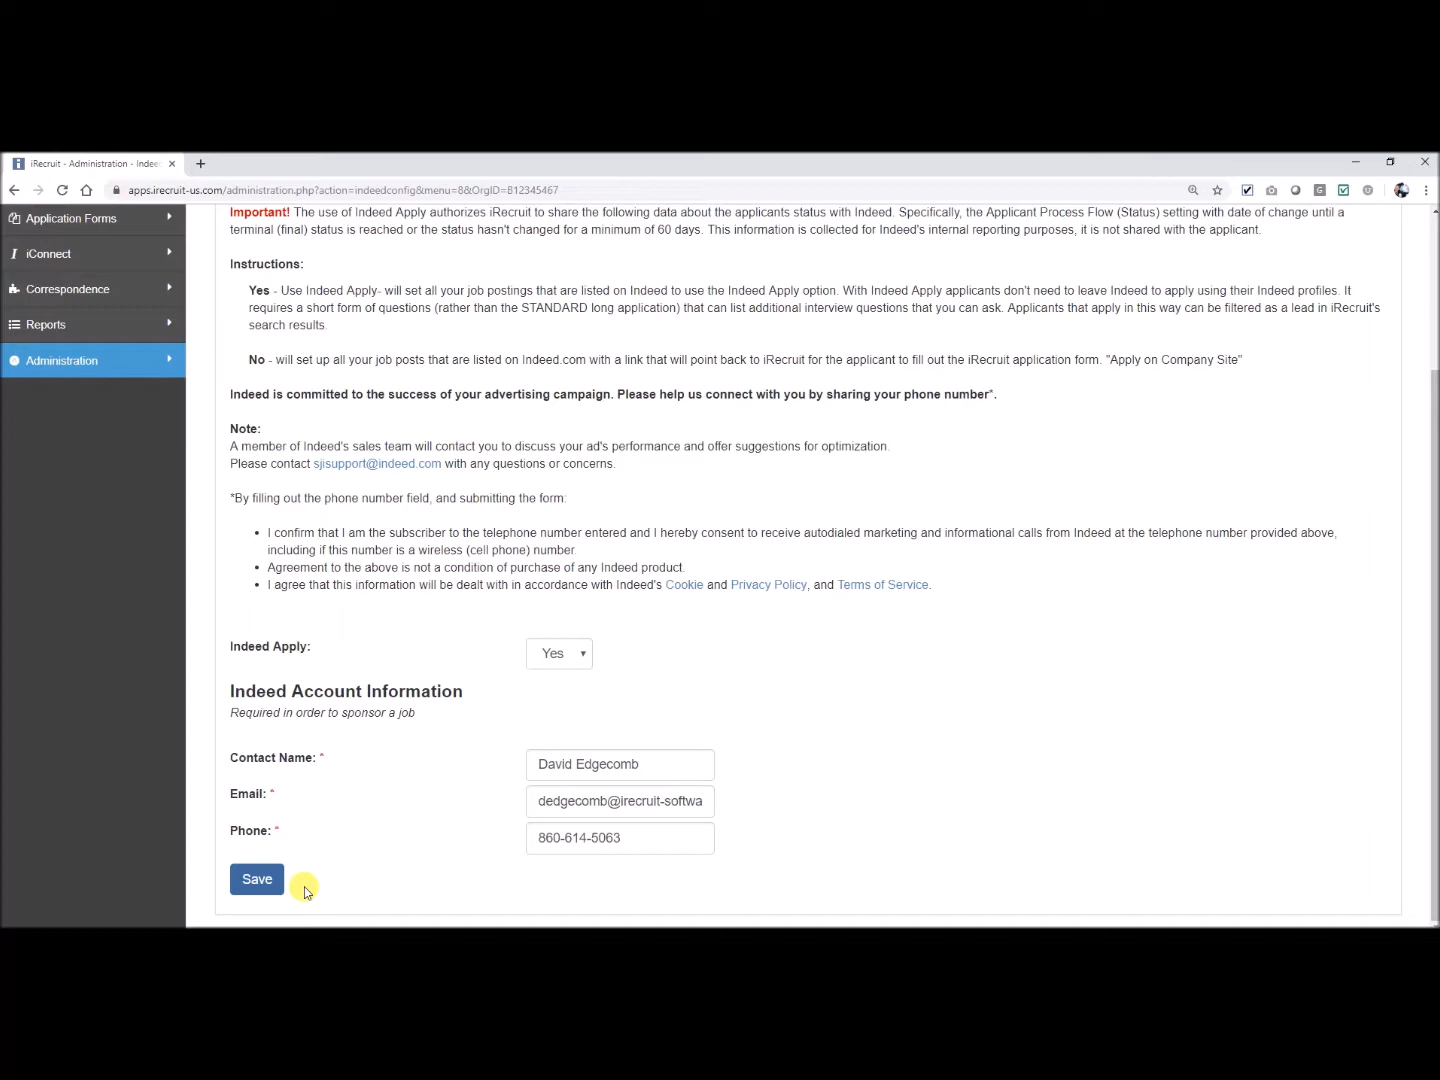 iRecruit - Administration - Indee
apps.irecruit-us.com/administration.php?action=indeedconfig&menu=8&OrgID=B12345467
Application Forms
iConnect
Correspondence
Reports
Administration
Important! The use of Indeed Apply authorizes iRecruit to share the following data about the applicants status with Indeed. Specifically, the Applicant Process Flow (Status) setting with date of change until a
terminal (final) status is reached or the status hasn't changed for a minimum of 60 days. This information is collected for Indeed's internal reporting purposes, it is not shared with the applicant.
Instructions:
Yes - Use Indeed Apply- will set all your job postings that are listed on Indeed to use the Indeed Apply option. With Indeed Apply applicants don't need to leave Indeed to apply using their Indeed profiles. It
requires a short form of questions (rather than the STANDARD long application) that can list additional interview questions that you can ask. Applicants that apply in this way can be filtered as a lead in iRecruit's
search results.
No - will set up all your job posts that are listed on Indeed.com with a link that will point back to iRecruit for the applicant to fill out the iRecruit application form. "Apply on Company Site"
Indeed is committed to the success of your advertising campaign. Please help us connect with you by sharing your phone number*.
Note:
A member of Indeed's sales team will contact you to discuss your ad's performance and offer suggestions for optimization.
Please contact sjisupport@indeed.com with any questions or concerns.
*By filling out the phone number field, and submitting the form:
• I confirm that I am the subscriber to the telephone number entered and I hereby consent to receive autodialed marketing and informational calls from Indeed at the telephone number provided above,
including if this number is a wireless (cell phone) number.
• Agreement to the above is not a condition of purchase of any Indeed product.
• I agree that this information will be dealt with in accordance with Indeed's Cookie and Privacy Policy, and Terms of Service.
Indeed Apply: Yes
Indeed Account Information
Required in order to sponsor a job
Contact Name: * David Edgecomb
Email: * dedgecomb@irecruit-softwa
Phone: * 860-614-5063
Save